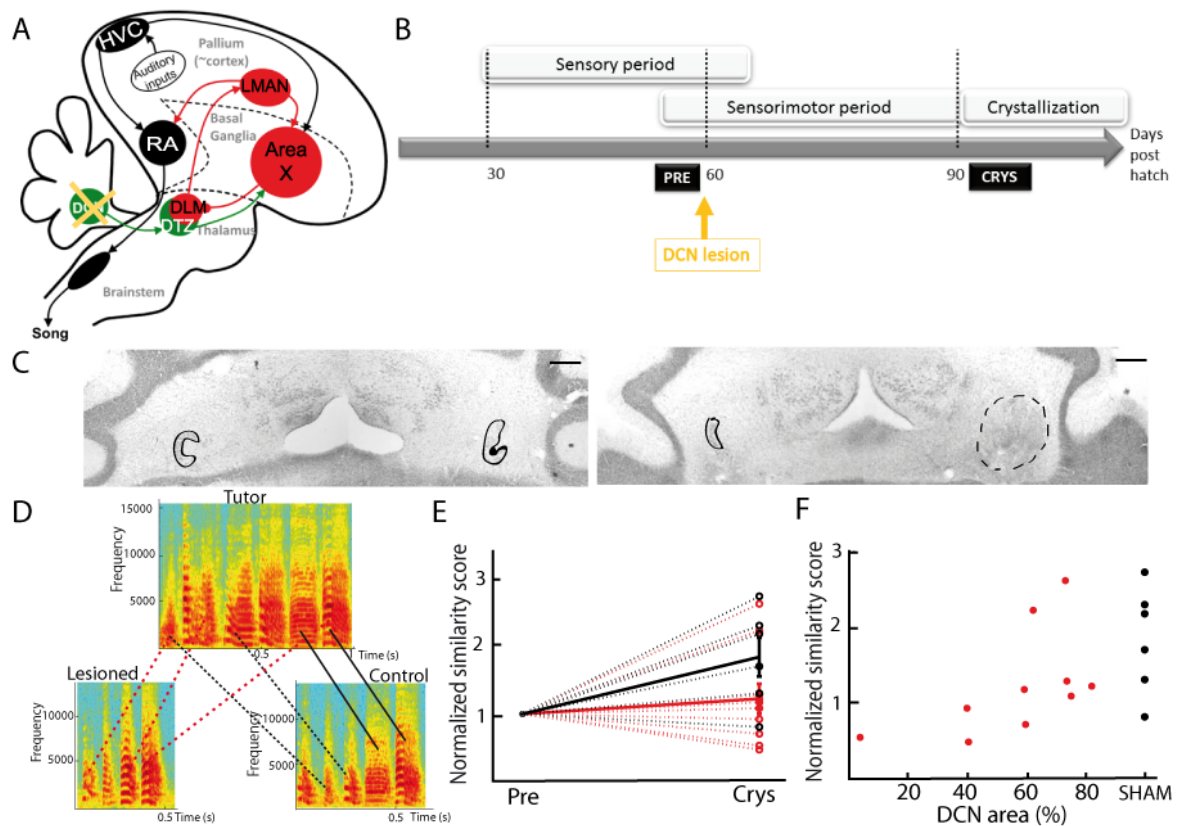 A
HVC
Auditory
inputs
Pallium
(~cortex)
LMAN
Basal
Ganglia
RA
Area
X
DCN
DLM
DTZ
Thalamus
Brainstem
Song
B
Sensory period
Sensorimotor period
Crystallization
Days
post
hatch
30
PRE
60
90
CRYS
DCN lesion
C
D
Tutor
Frequency
15000
10000
5000
0.5
1
Time (s)
Lesioned
Frequency
10000
5000
0.5 Time (s)
Control
Frequency
10000
5000
0.5
Time (s)
E
Normalized similarity score
3
2
1
Pre
Crys
F
Normalized similarity score
3
2
1
0
20
40
60
80
SHAM
DCN area (%)